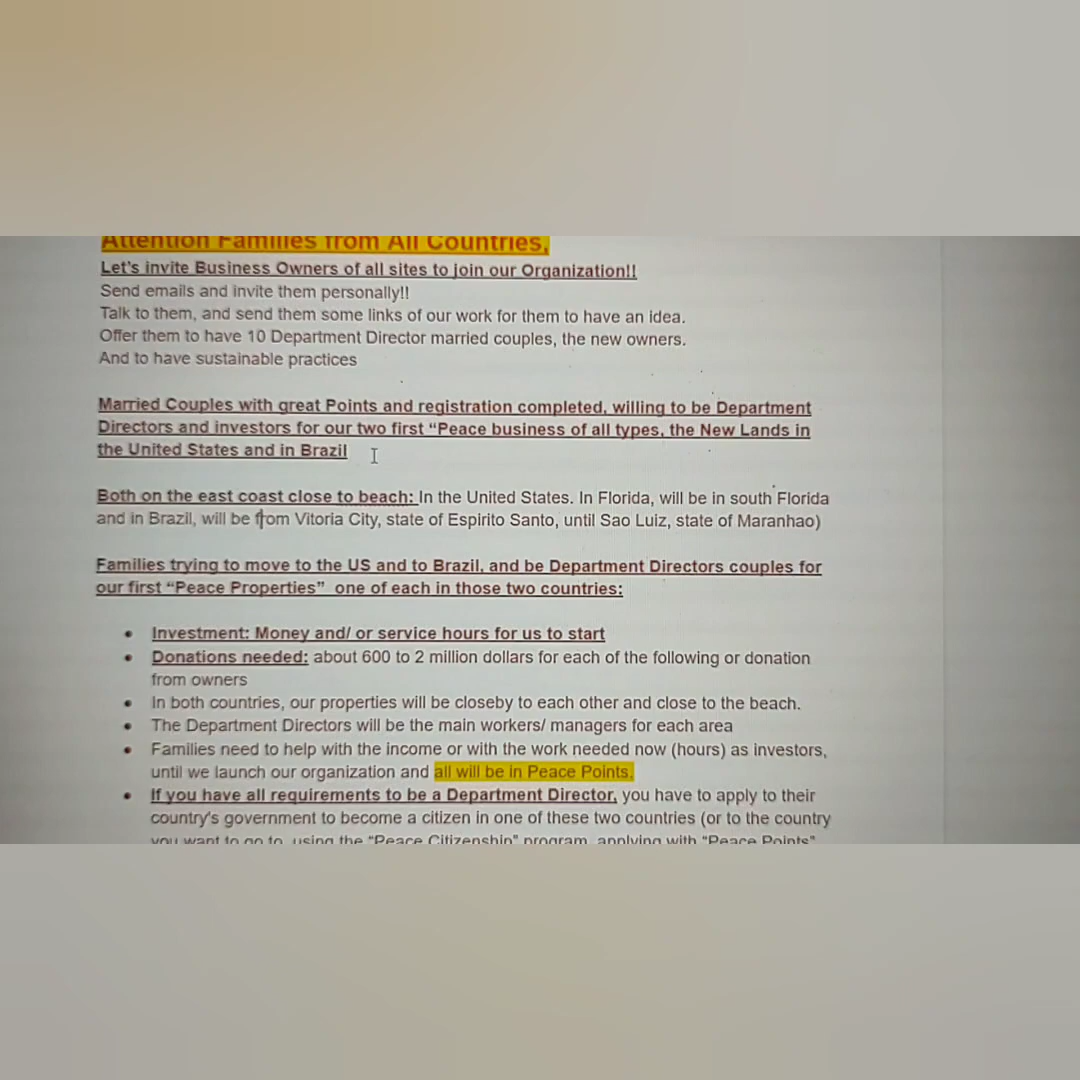 Attention Families from All Countries,
Let's invite Business Owners of all sites to join our Organization!!
Send emails and invite them personally!!
Talk to them, and send them some links of our work for them to have an idea.
Offer them to have 10 Department Director married couples, the new owners.
And to have sustainable practices
Married Couples with great Points and registration completed, willing to be Department
Directors and investors for our two first “Peace business of all types, the New Lands in
the United States and in Brazil
Both on the east coast close to beach: In the United States. In Florida, will be in south Florida
and in Brazil, will be from Vitoria City, state of Espirito Santo, until Sao Luiz, state of Maranhao)
Families trying to move to the US and to Brazil, and be Department Directors couples for
our first “Peace Properties” one of each in those two countries:
• Investment: Money and/ or service hours for us to start
• Donations needed: about 600 to 2 million dollars for each of the following or donation
from owners
• In both countries, our properties will be closeby to each other and close to the beach.
• The Department Directors will be the main workers/ managers for each area
• Families need to help with the income or with the work needed now (hours) as investors,
until we launch our organization and all will be in Peace Points.
• If you have all requirements to be a Department Director, you have to apply to their
country's government to become a citizen in one of these two countries (or to the country
you want to go to, using the “Peace Citizenship” program, applying with “Peace Points”